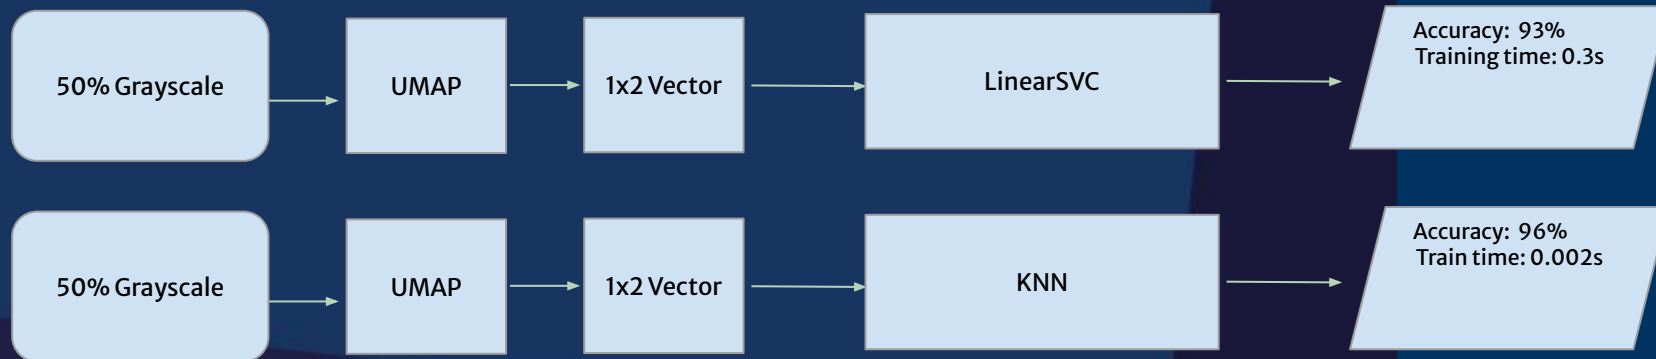 50% Grayscale
UMAP
1x2 Vector
LinearSVC
Accuracy: 93%
Training time: 0.3s
50% Grayscale
UMAP
1x2 Vector
KNN
Accuracy: 96%
Train time: 0.002s